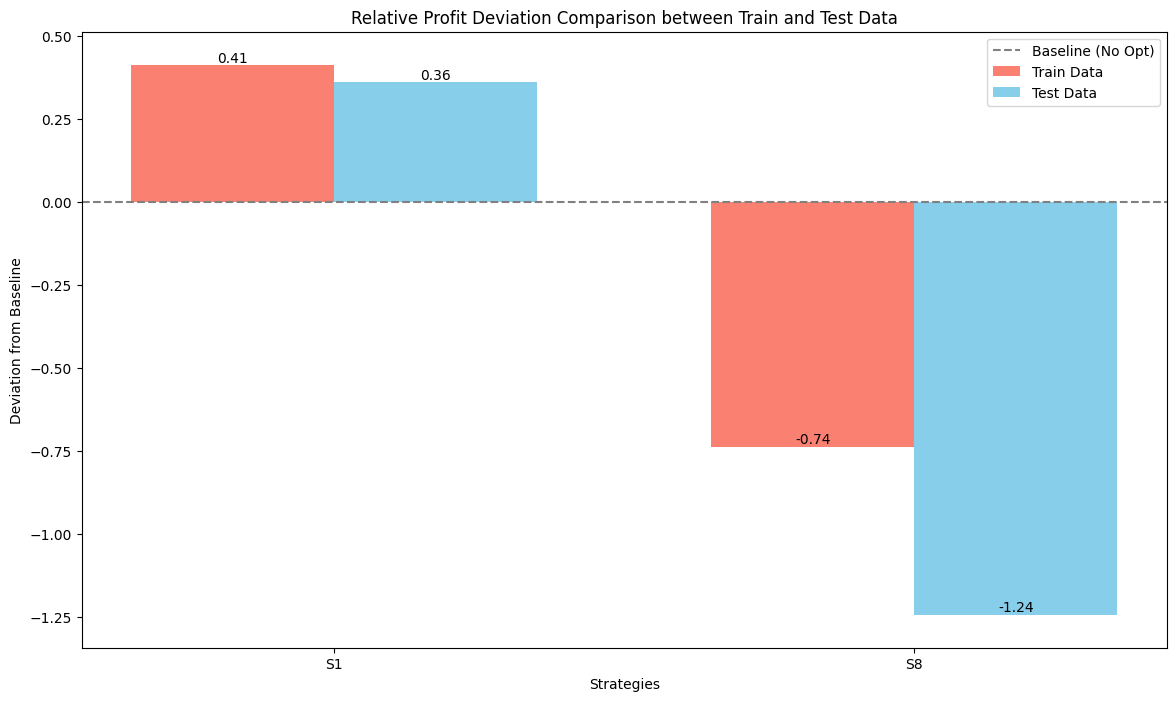 Relative Profit Deviation Comparison between Train and Test Data
0.50
0.25
0.00
−0.25
−0.50
−0.75
−1.00
−1.25
Deviation from Baseline
0.41
0.36
-0.74
-1.24
Baseline (No Opt)
Train Data
Test Data
S1
S8
Strategies